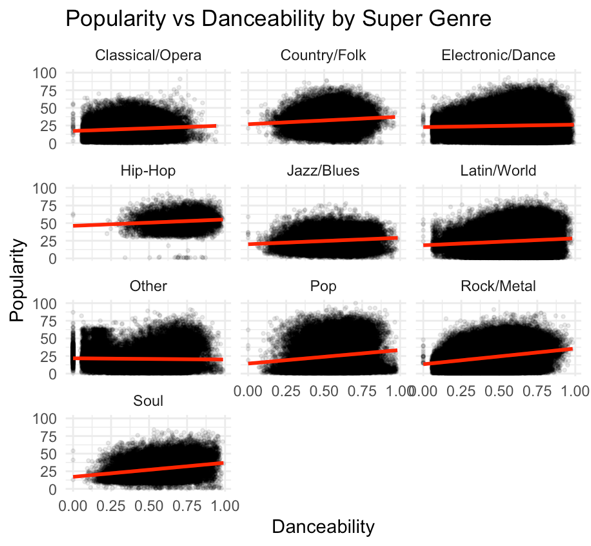 Popularity vs Danceability by Super Genre
Classical/Opera Country/Folk Electronic/Dance
100
75
50
25
0
Hip-Hop Jazz/Blues Latin/World
100
75
50
25
0
Other Pop Rock/Metal
100
75
50
25
0
0.00 0.25 0.50 0.75 1.00 0.00 0.25 0.50 0.75 1.00
Soul
100
75
50
25
0
0.00 0.25 0.50 0.75 1.00
Popularity
Danceability